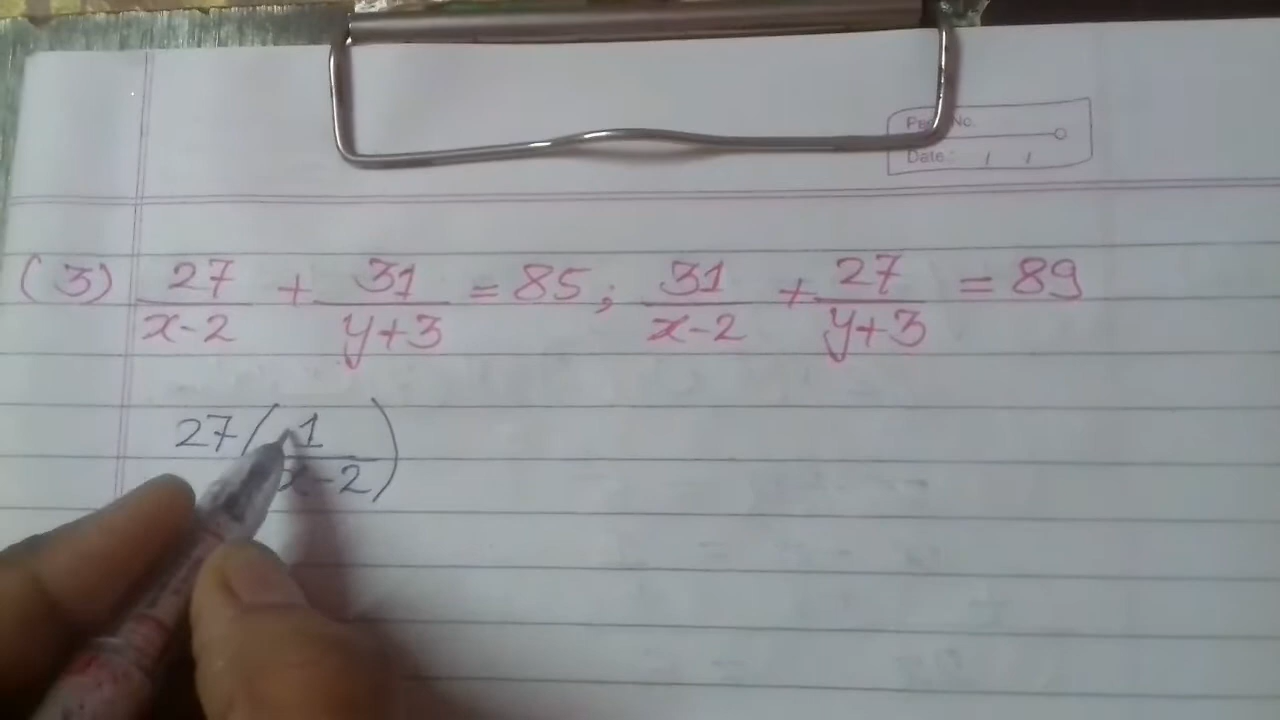 Page No.
Date: / /
(3) 27/(x-2) + 31/(y+3) = 85; 31/(x-2) + 27/(y+3) = 89
27(1/(x-2))